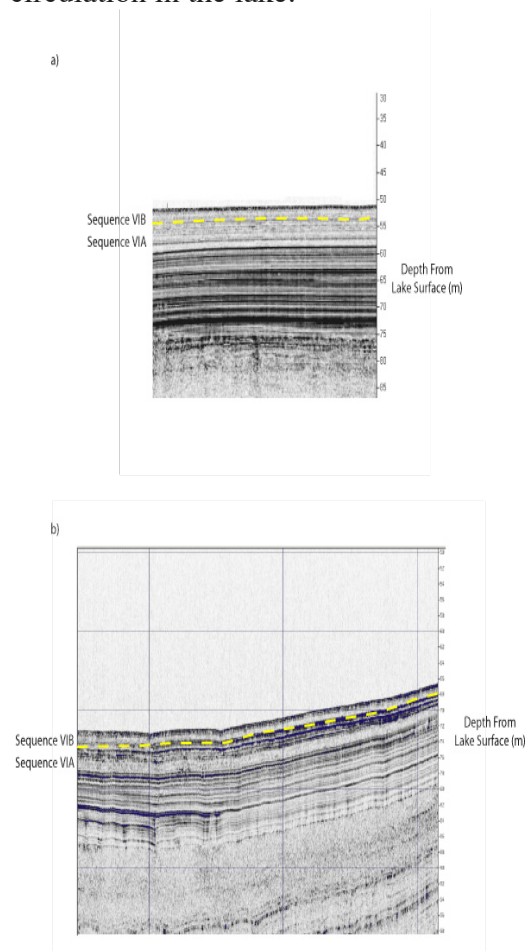 circulation in the lake.
a)
30
35
40
45
50
55
60
65
70
75
80
85
Sequence VIB
Sequence VIA
Depth From
Lake Surface (m)
b)
Sequence VIB
Sequence VIA
Depth From
Lake Surface (m)